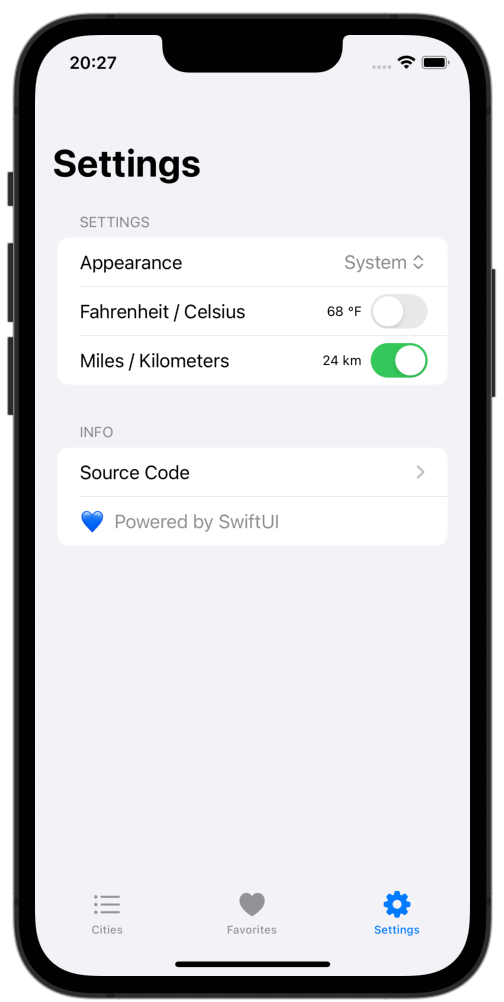 20:27
Settings
SETTINGS
Appearance System
Fahrenheit / Celsius 68 °F
Miles / Kilometers 24 km
INFO
Source Code
💙 Powered by SwiftUI
Cities Favorites Settings